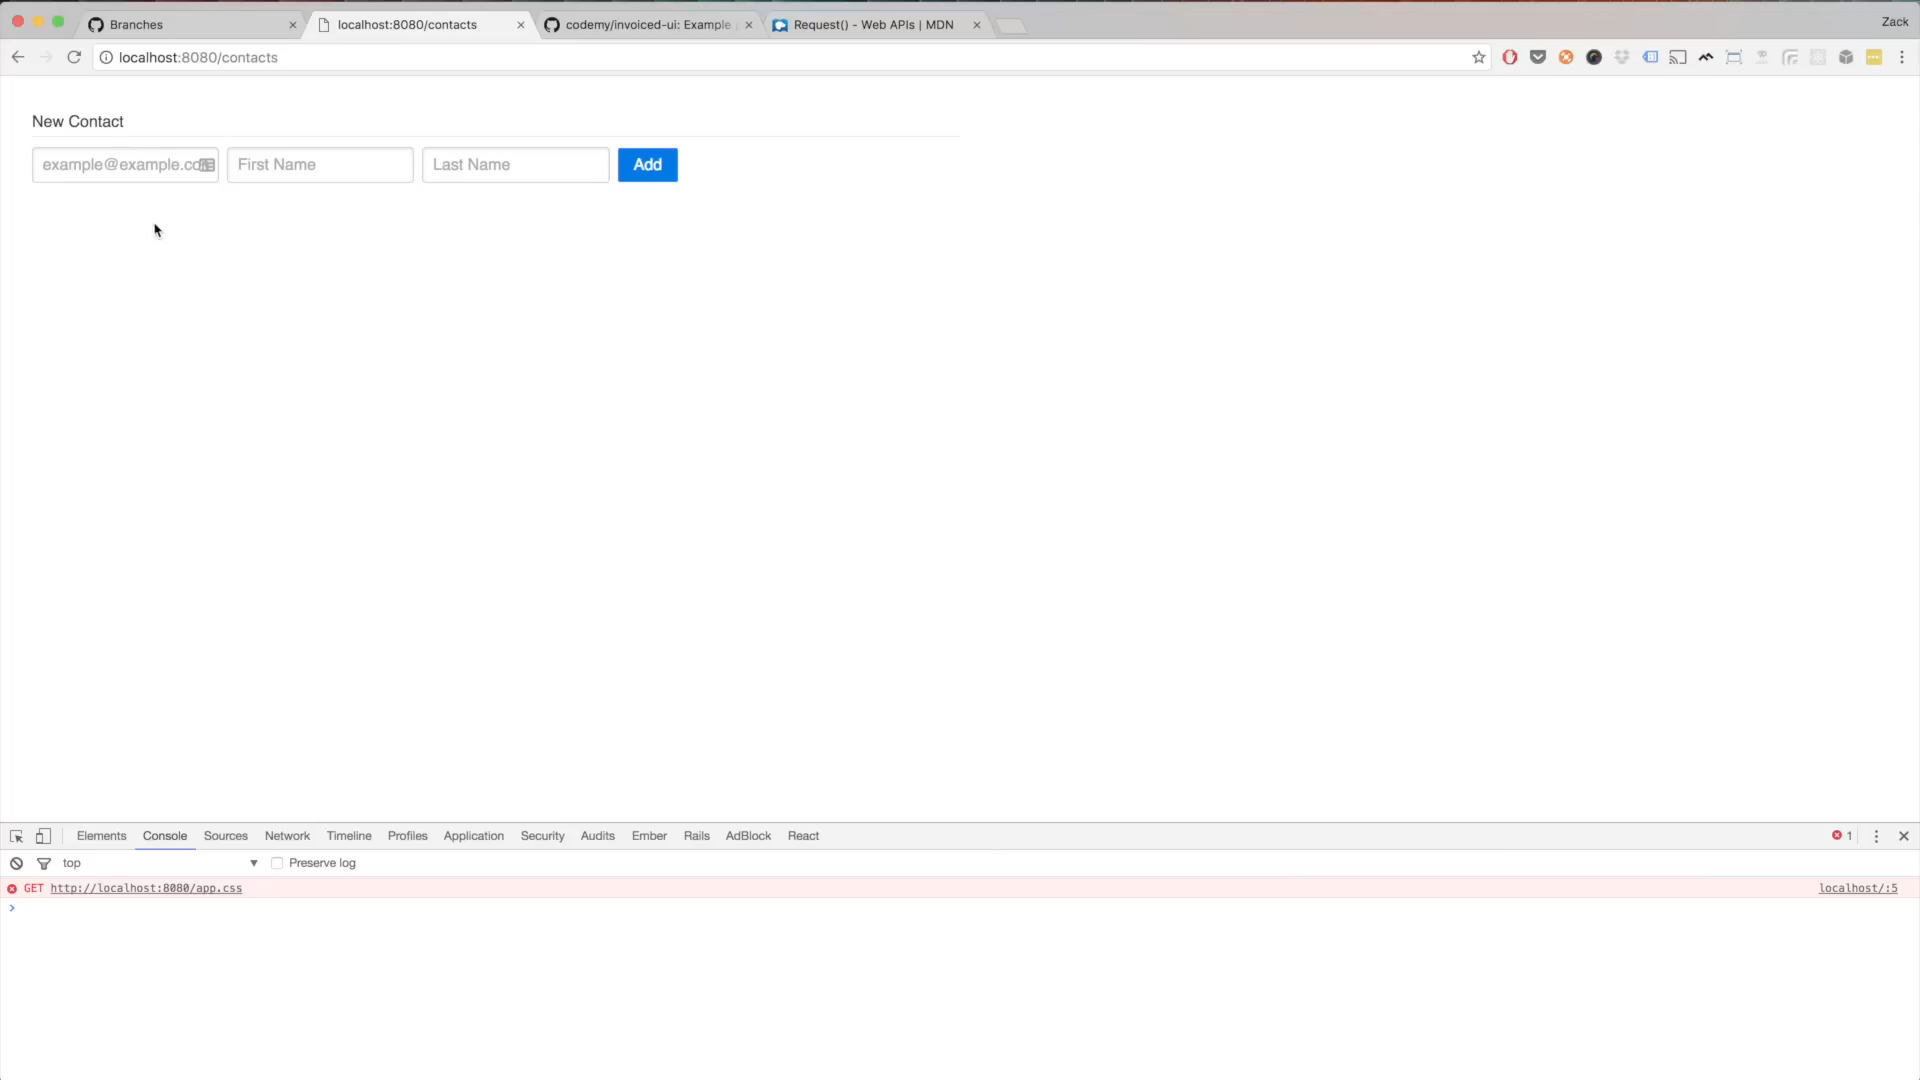 Branches
localhost:8080/contacts
codemy/invoiced-ui: Example
Request() - Web APIs | MDN
Zack
localhost:8080/contacts
New Contact
example@example.co
First Name
Last Name
Add
Elements Console Sources Network Timeline Profiles Application Security Audits Ember Rails AdBlock React
1
top
Preserve log
GET http://localhost:8080/app.css
localhost/:5